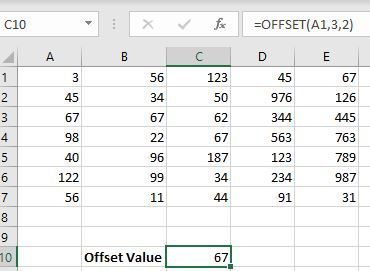 C10 fx =OFFSET(A1,3,2)
A B C D E
1 3 56 123 45 67
2 45 34 50 976 126
3 67 67 62 344 445
4 98 22 67 563 763
5 40 96 187 123 789
6 122 99 34 234 987
7 56 11 44 91 31
8
9
10 Offset Value 67